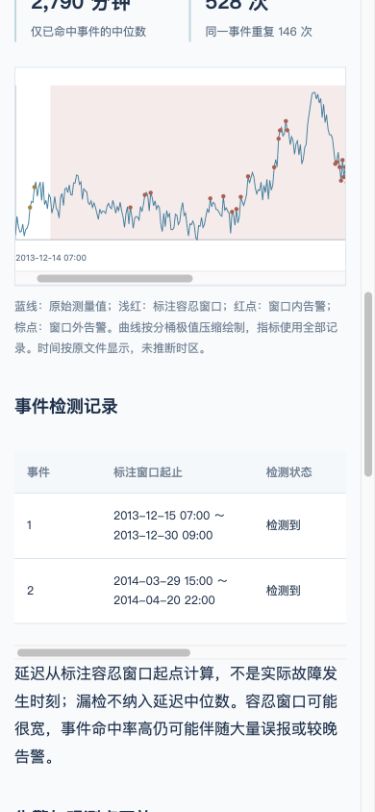 2,790 分钟
528 次
仅已命中事件的中位数
同一事件重复 146 次
2013-12-14 07:00
蓝线：原始测量值；浅红：标注容忍窗口；红点：窗口内告警；
棕点：窗口外告警。曲线按分桶极值压缩绘制，指标使用全部记
录。时间按原文件显示，未推断时区。
事件检测记录
事件 标注窗口起止 检测状态
1 2013-12-15 07:00 ～ 2013-12-30 09:00 检测到
2 2014-03-29 15:00 ～ 2014-04-20 22:00 检测到
延迟从标注容忍窗口起点计算，不是实际故障发
生时刻；漏检不纳入延迟中位数。容忍窗口可能
很宽，事件命中率高仍可能伴随大量误报或较晚
告警。